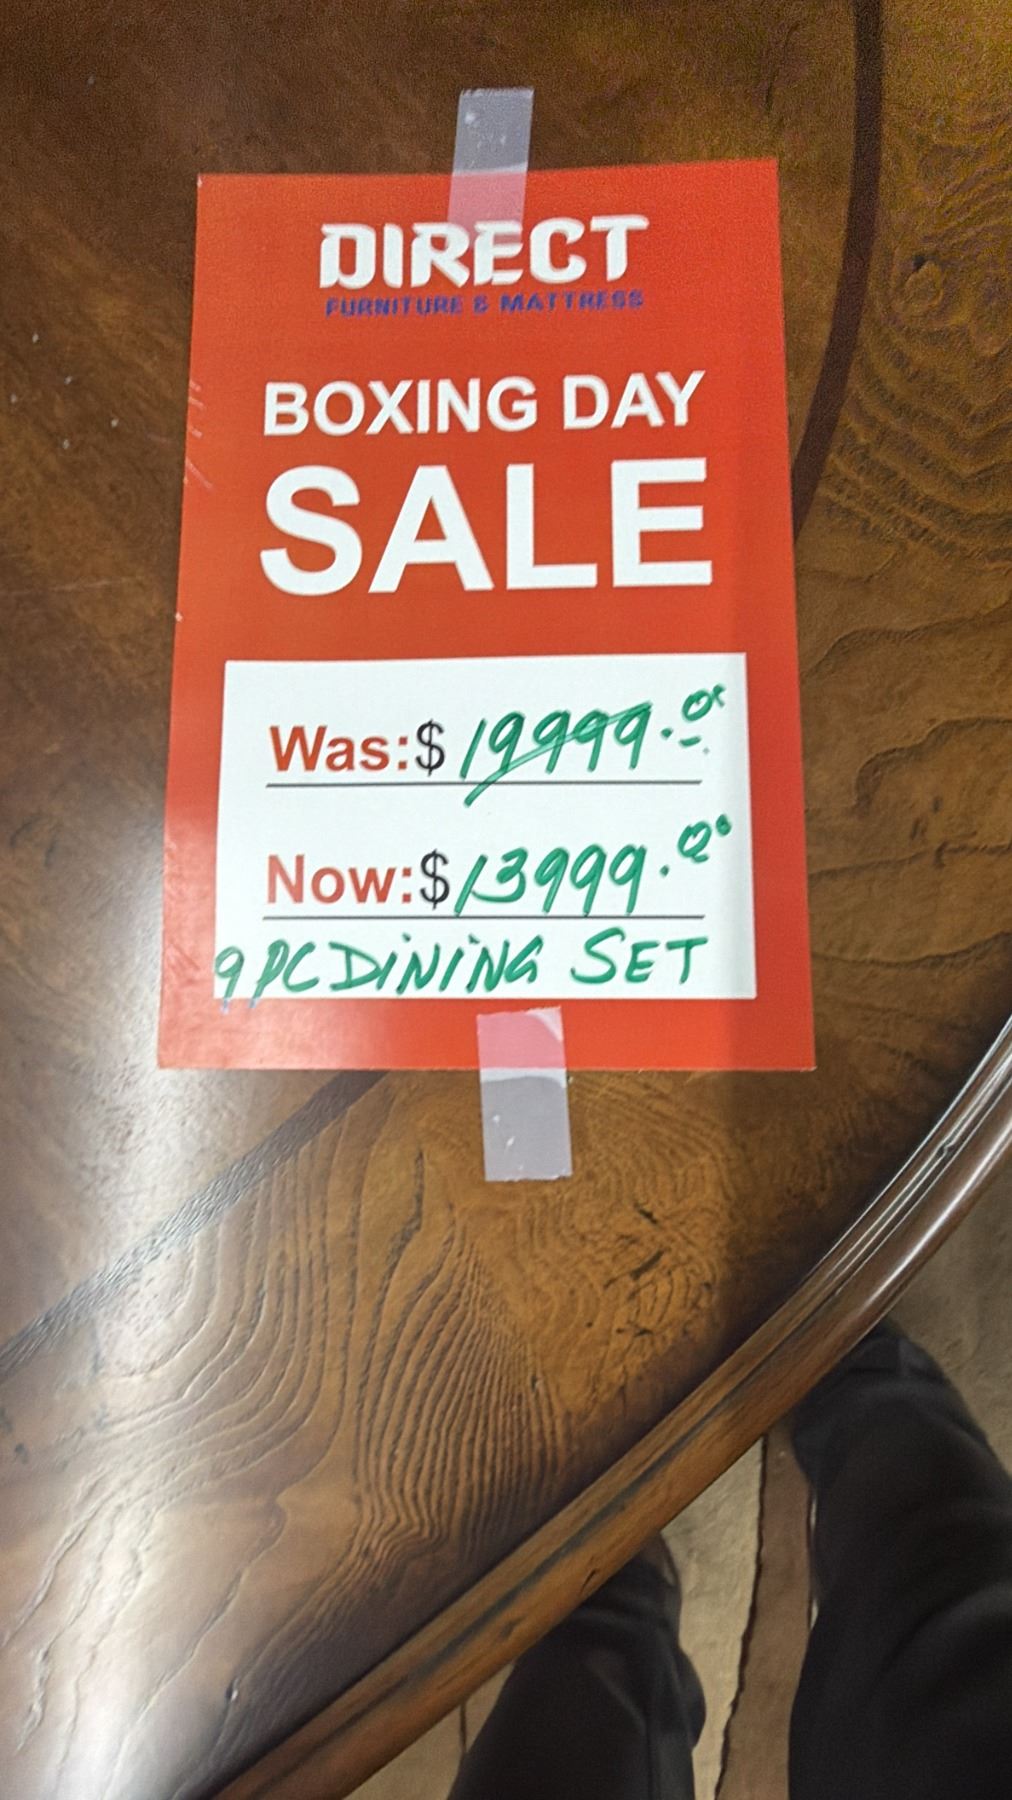 DIRECT
FURNITURE & MATTRESS
BOXING DAY
SALE
Was:$ 19999.00
Now:$ 13999.00
9 PC DiNiNG SET